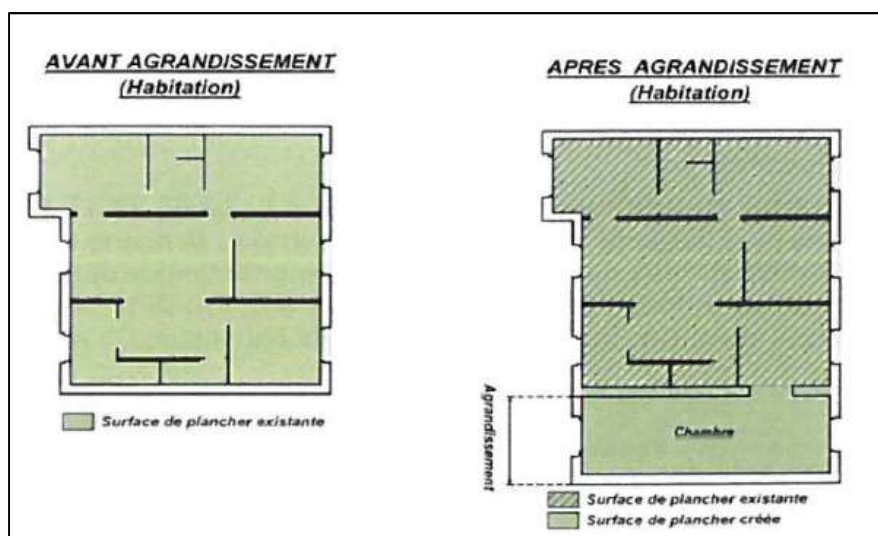 AVANT AGRANDISSEMENT
(Habitation)
Surface de plancher existante
APRES AGRANDISSEMENT
(Habitation)
Agrandissement
Chambre
Surface de plancher existante
Surface de plancher créée